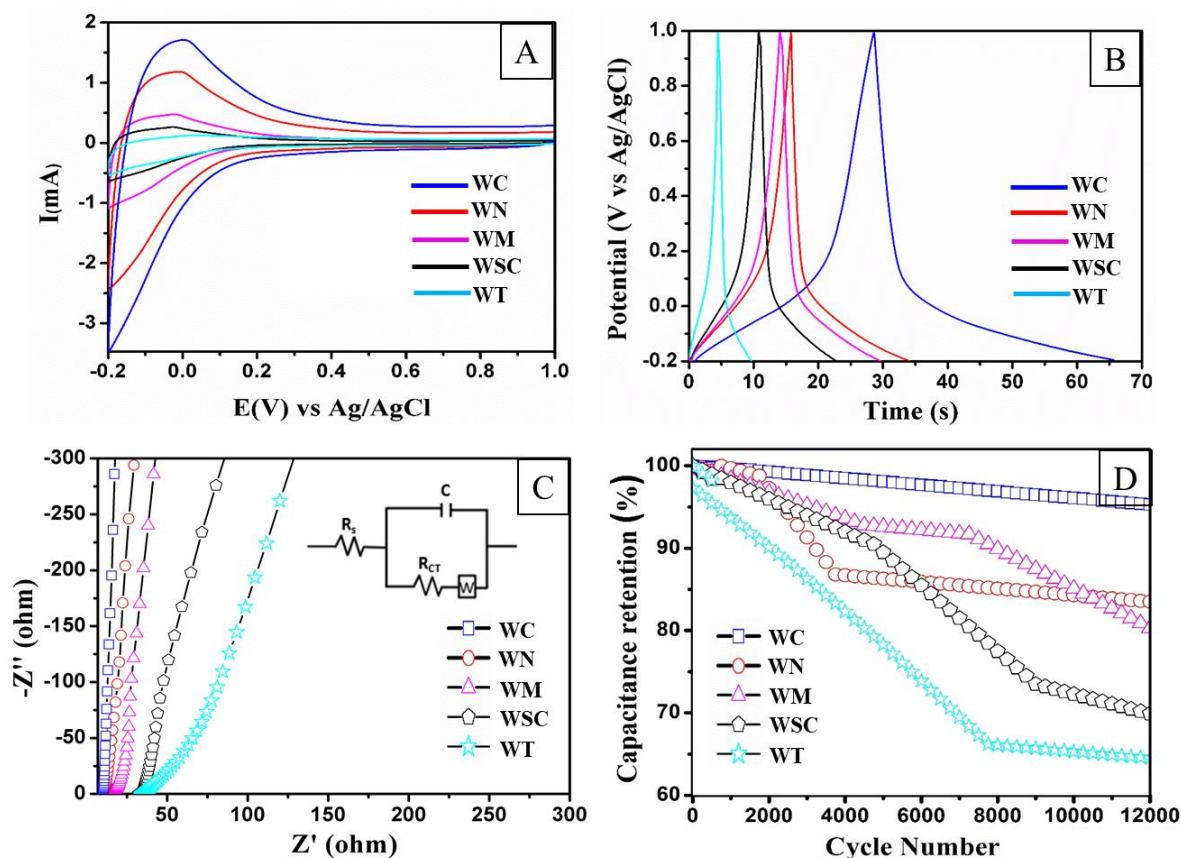 A
I(mA)
2
1
0
-1
-2
-3
WC
WN
WM
WSC
WT
-0.2 0.0 0.2 0.4 0.6 0.8 1.0
E(V) vs Ag/AgCl
B
Potential (V vs Ag/AgCl)
1.0
0.8
0.4
0.2
0.0
-0.2
WC
WN
WM
WSC
WT
0 10 20 30 40 50 60 70
Time (s)
C
-Z'' (ohm)
-300
-250
-200
-150
-100
-50
0
C
Rs
RCT
W
WC
WN
WM
WSC
WT
50 100 150 200 250 300
Z' (ohm)
D
Capacitance retention (%)
100
90
80
70
60
WC
WN
WM
WSC
WT
0 2000 4000 6000 8000 10000 12000
Cycle Number